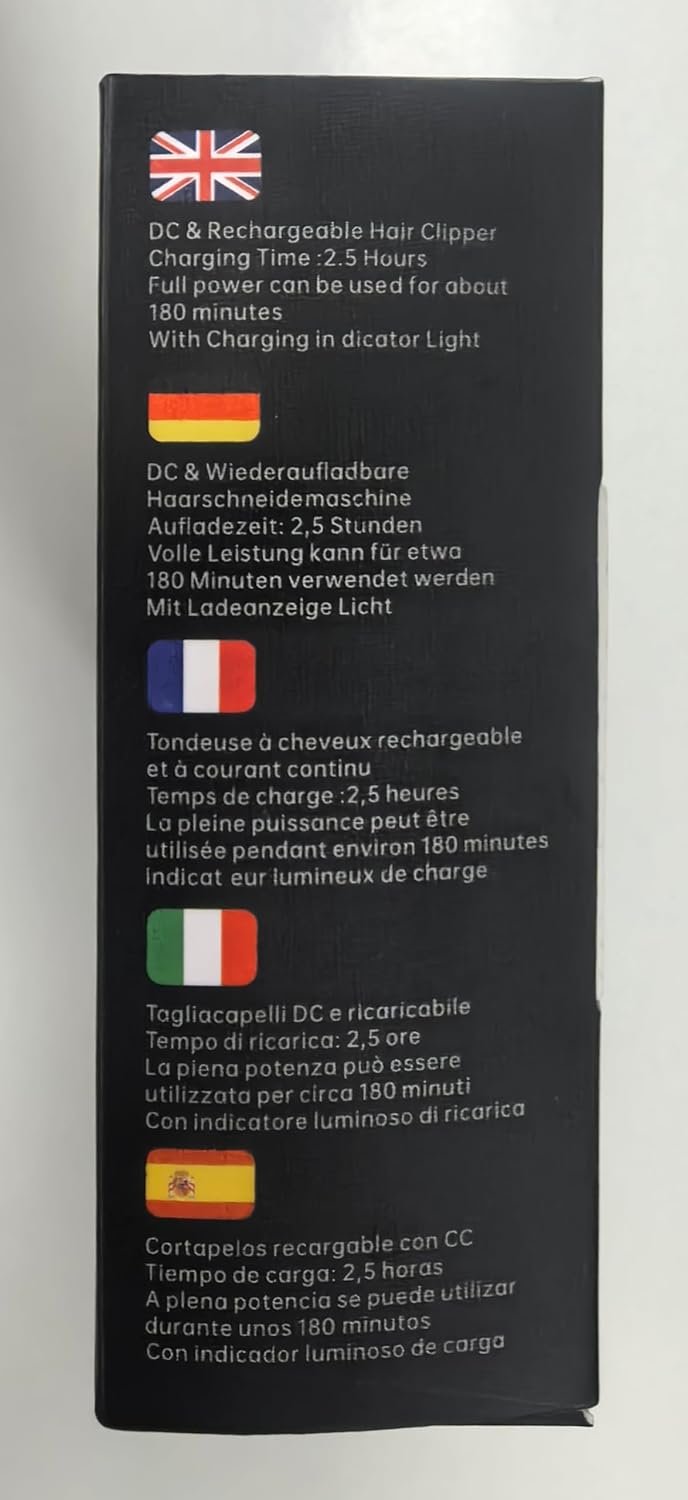 DC & Rechargeable Hair Clipper
Charging Time :2.5 Hours
Full power can be used for about
180 minutes
With Charging in dicator Light
DC & Wiederaufladbare
Haarschneidemaschine
Aufladezeit: 2,5 Stunden
Volle Leistung kann für etwa
180 Minuten verwendet werden
Mit Ladeanzeige Licht
Tondeuse à cheveux rechargeable
et à courant continu
Temps de charge :2,5 heures
La pleine puissance peut être
utilisée pendant environ 180 minutes
Indicat eur lumineux de charge
Tagliacapelli DC e ricaricabile
Tempo di ricarica: 2,5 ore
La piena potenza può essere
utilizzata per circa 180 minuti
Con indicatore luminoso di ricarica
Cortapelos recargable con CC
Tiempo de carga: 2,5 horas
A plena potencia se puede utilizar
durante unos 180 minutos
Con indicador luminoso de carga